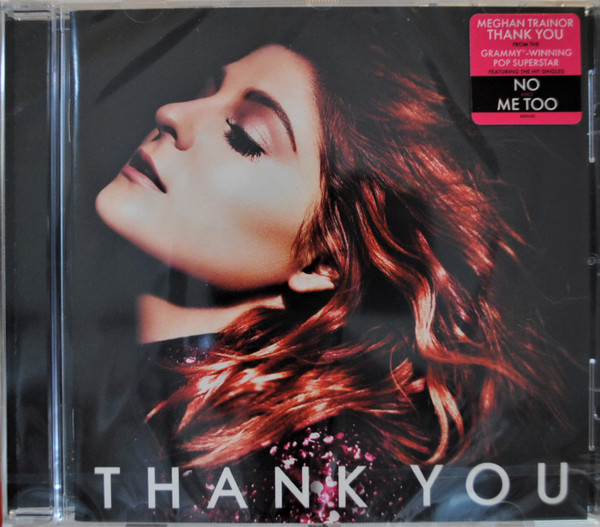 MEGHAN TRAINOR
THANK YOU
FROM THE
GRAMMY®-WINNING
POP SUPERSTAR
FEATURING THE HIT SINGLES
NO
AND
ME TOO
THANK YOU